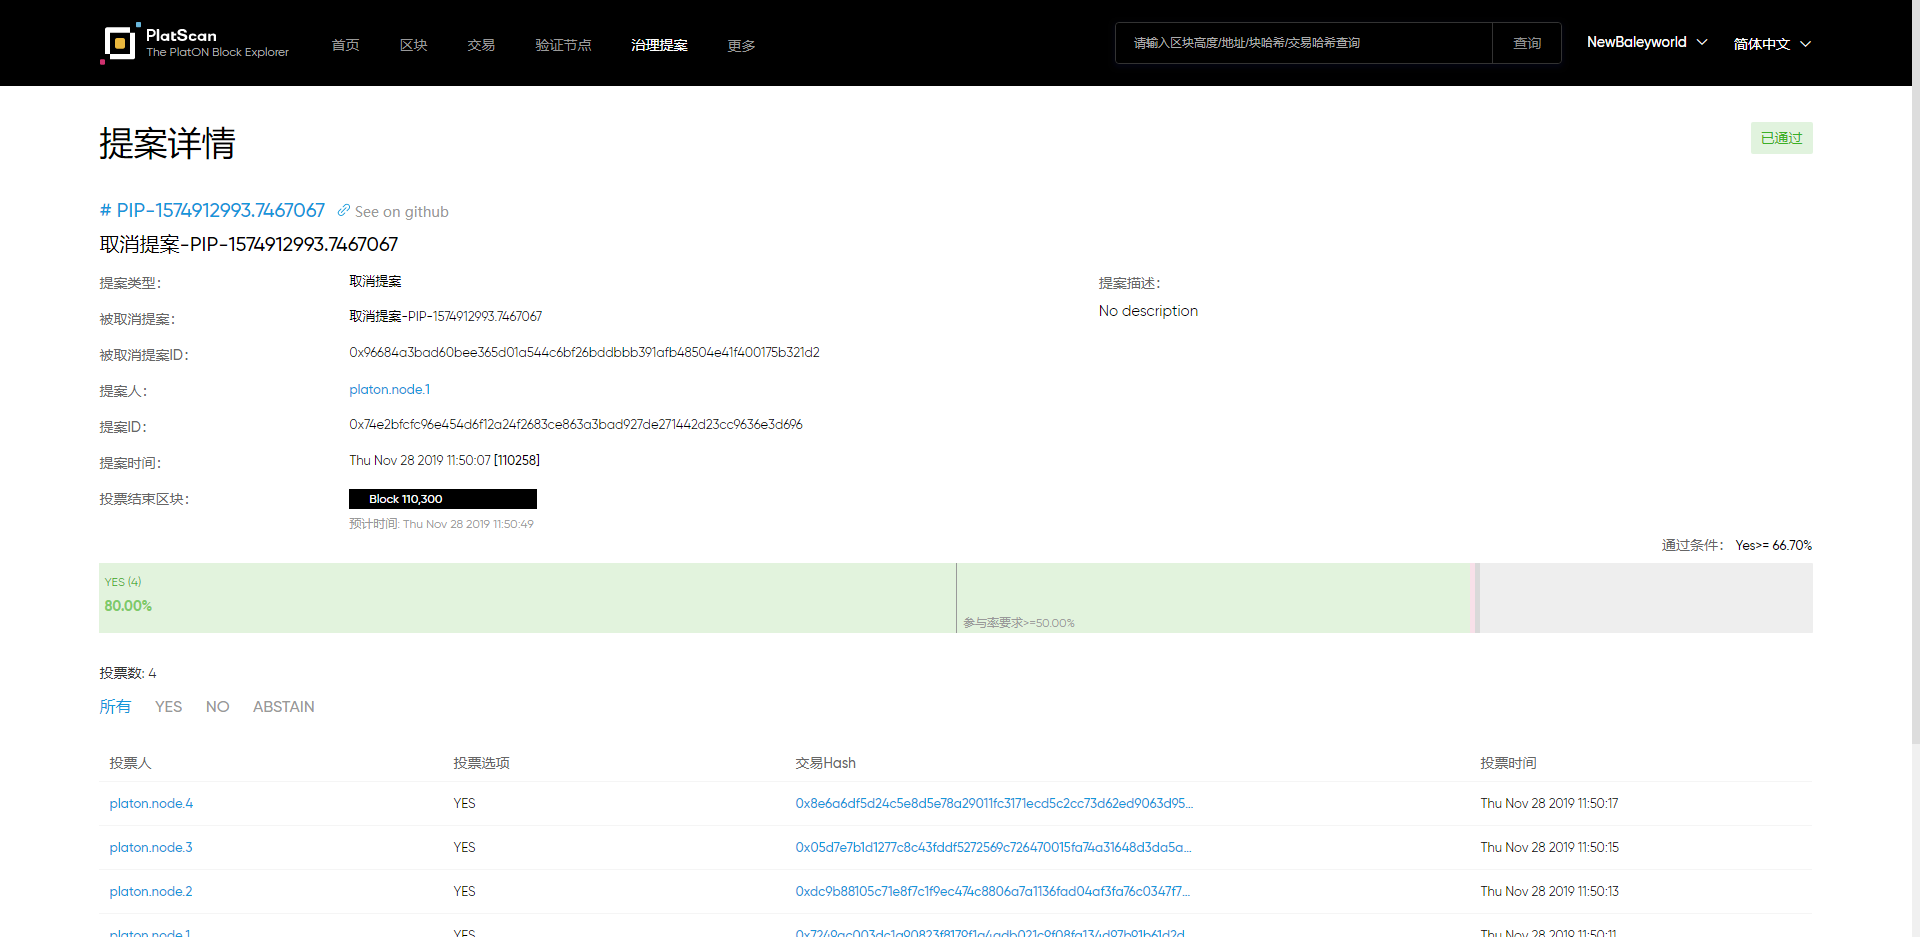 PlatScan
The PlatON Block Explorer
首页 区块 交易 验证节点 治理提案 更多
请输入区块高度/地址/块哈希/交易哈希查询 查询
NewBaleyworld 简体中文
提案详情
已通过
# PIP-1574912993.7467067 See on github
取消提案-PIP-1574912993.7467067
提案类型: 取消提案
提案描述:
No description
被取消提案: 取消提案-PIP-1574912993.7467067
被取消提案ID: 0x96684a3bad60bee365d01a544c6bf26bddbbb391afb48504e41f400175b321d2
提案人: platon.node.1
提案ID: 0x74e2bfcfc96e454d6f12a24f2683ce863a3bad927de271442d23cc9636e3d696
提案时间: Thu Nov 28 2019 11:50:07 [110258]
投票结束区块: Block 110,300
预计时间: Thu Nov 28 2019 11:50:49
通过条件: Yes>= 66.70%
YES (4)
80.00%
参与率要求>=50.00%
投票数: 4
所有 YES NO ABSTAIN
投票人 投票选项 交易Hash 投票时间
platon.node.4 YES 0x8e6a6df5d24c5e8d5e78a29011fc3171ecd5c2cc73d62ed9063d95... Thu Nov 28 2019 11:50:17
platon.node.3 YES 0x05d7e7b1d1277c8c43fddf5272569c726470015fa74a31648d3da5a... Thu Nov 28 2019 11:50:15
platon.node.2 YES 0xdc9b88105c71e8f7c1f9ec474c8806a7a1136fad04af3fa76c0347f7... Thu Nov 28 2019 11:50:13
platon.node.1 YES Thu Nov 28 2019 11:50:11